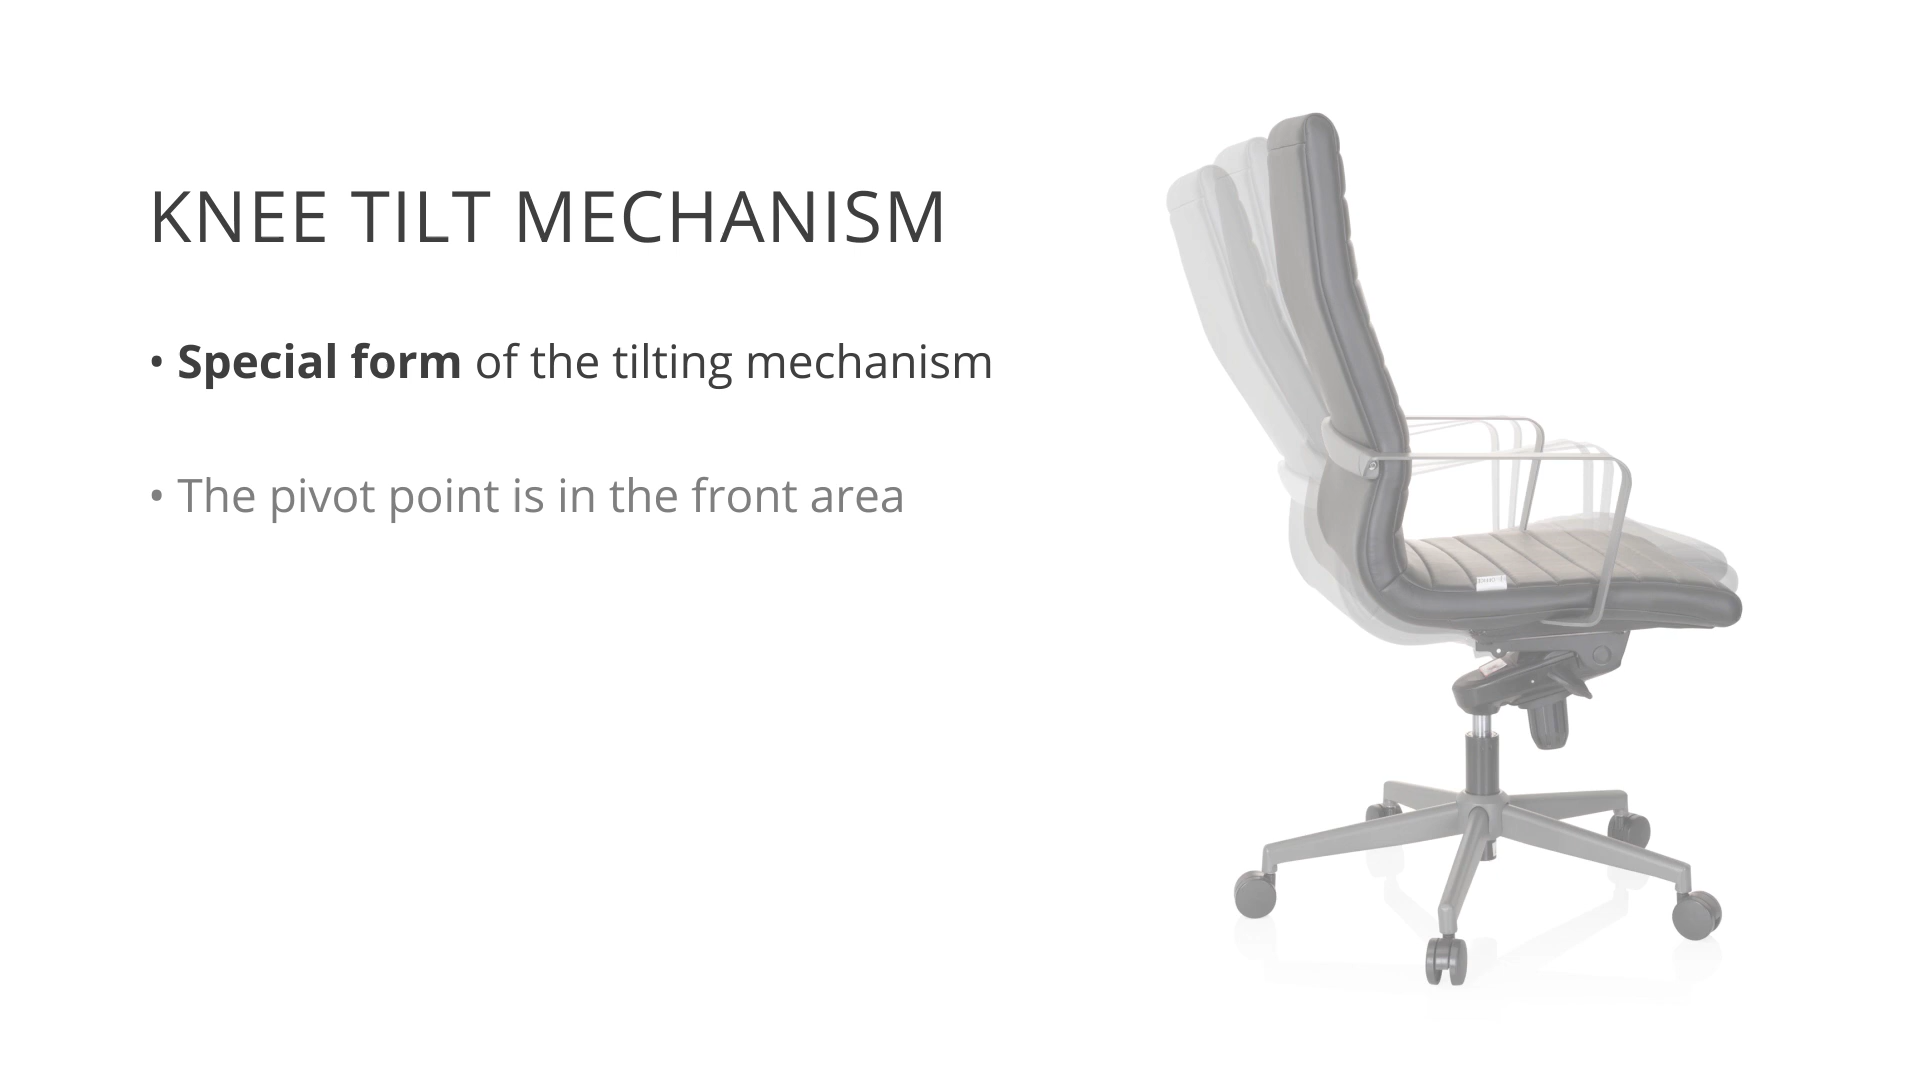 KNEE TILT MECHANISM
• Special form of the tilting mechanism
• The pivot point is in the front area